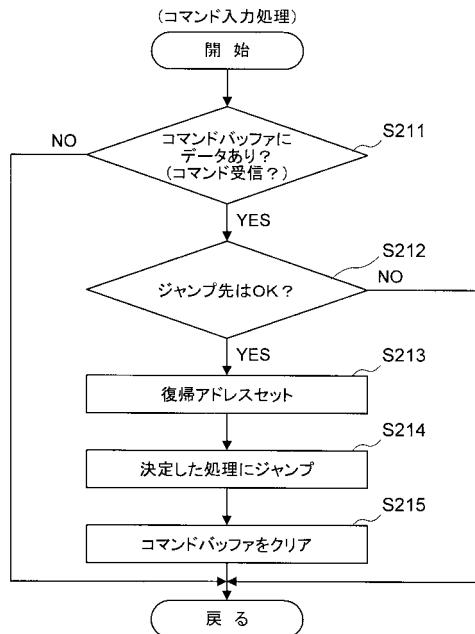 (コマンド入力処理)
開 始
コマンドバッファに
データあり?
(コマンド受信?)
S211
NO
YES
ジャンプ先はOK?
S212
NO
YES
復帰アドレスセット
S213
決定した処理にジャンプ
S214
コマンドバッファをクリア
S215
戻 る